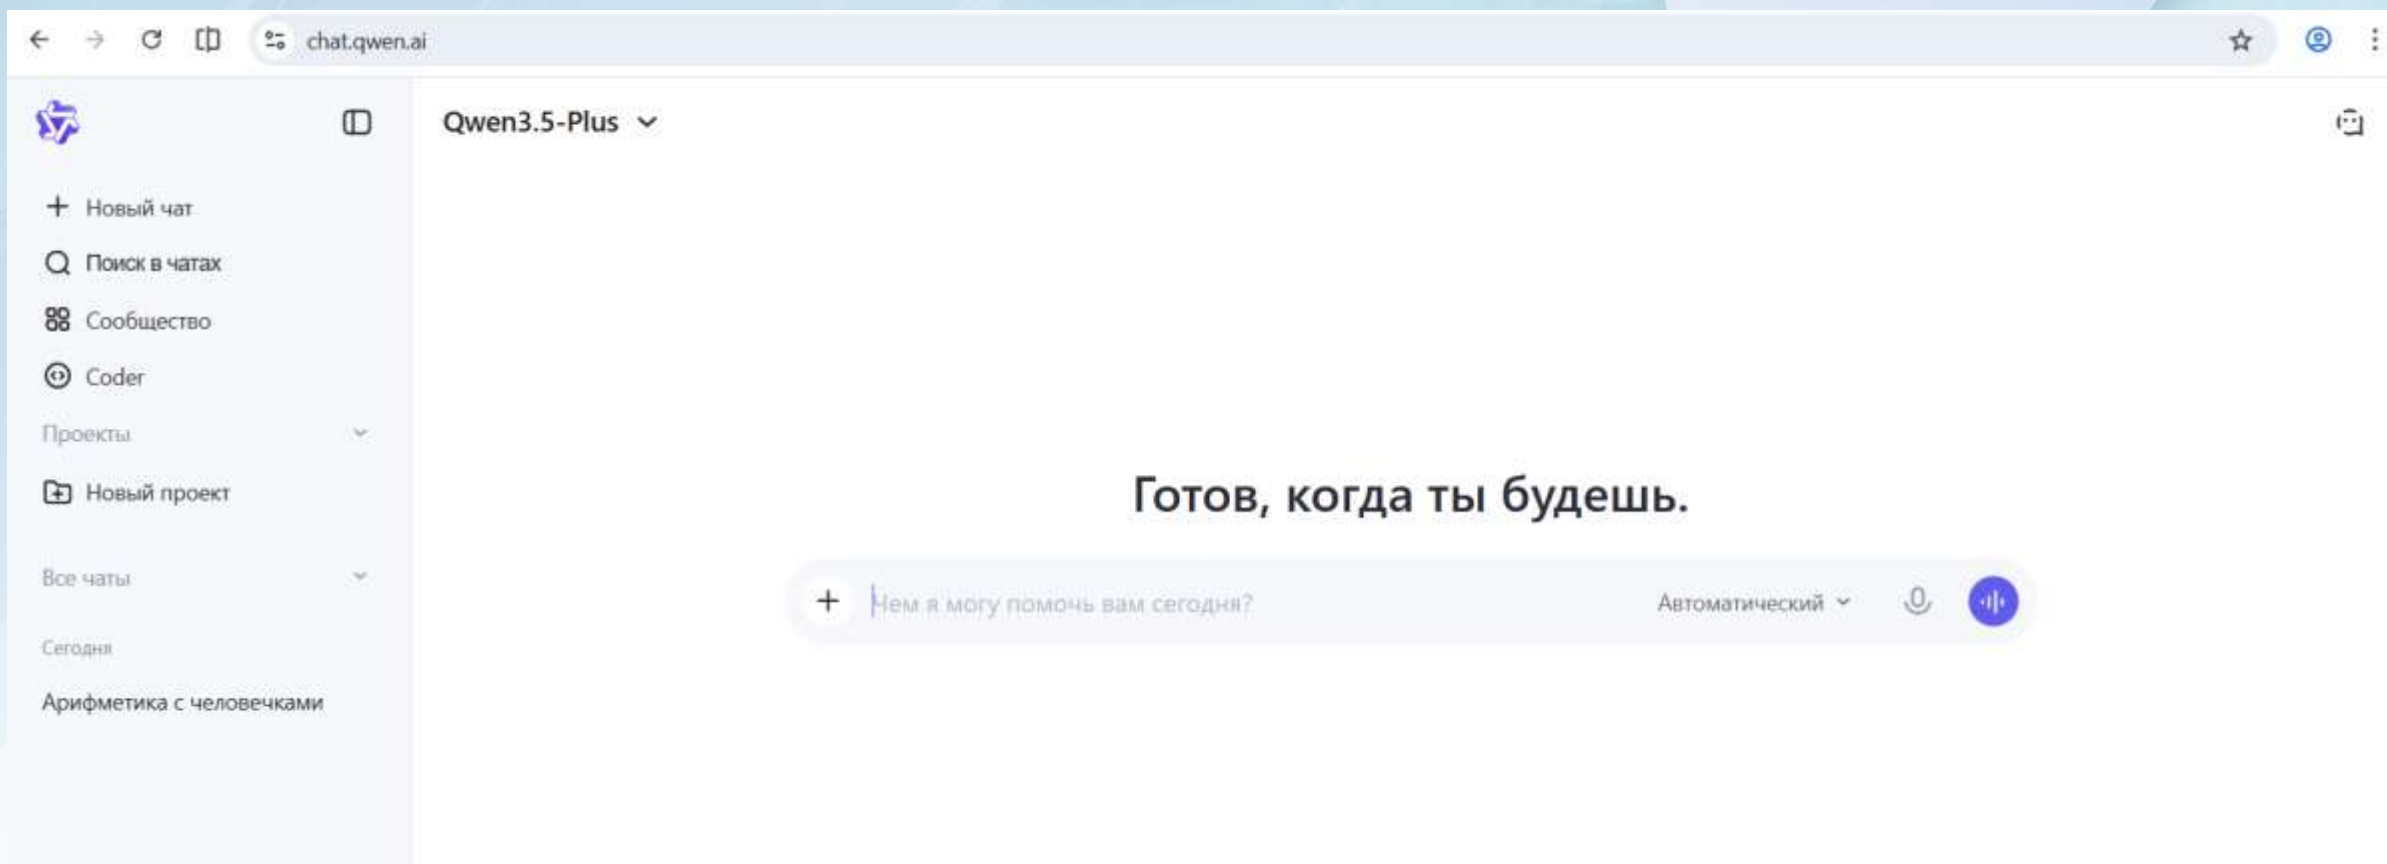 chat.qwen.ai
Qwen3.5-Plus
Новый чат
Поиск в чатах
Сообщество
Coder
Проекты
Новый проект
Все чаты
Сегодня
Арифметика с человечками
Готов, когда ты будешь.
Чем я могу помочь вам сегодня?
Автоматический